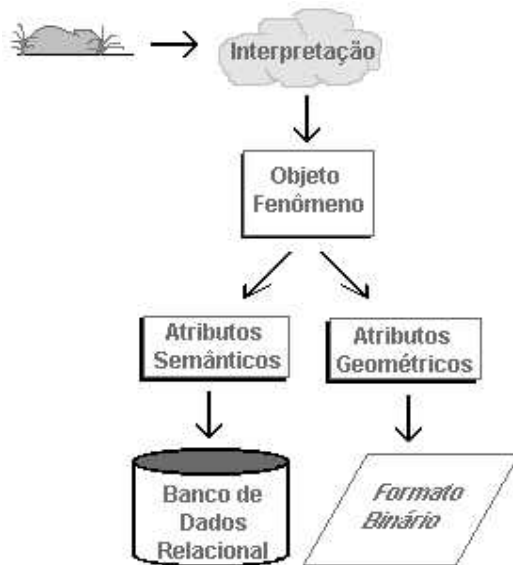 Interpretação
Objeto
Fenômeno
Atributos
Semânticos
Atributos
Geométricos
Banco de
Dados
Relacional
Formato
Binário